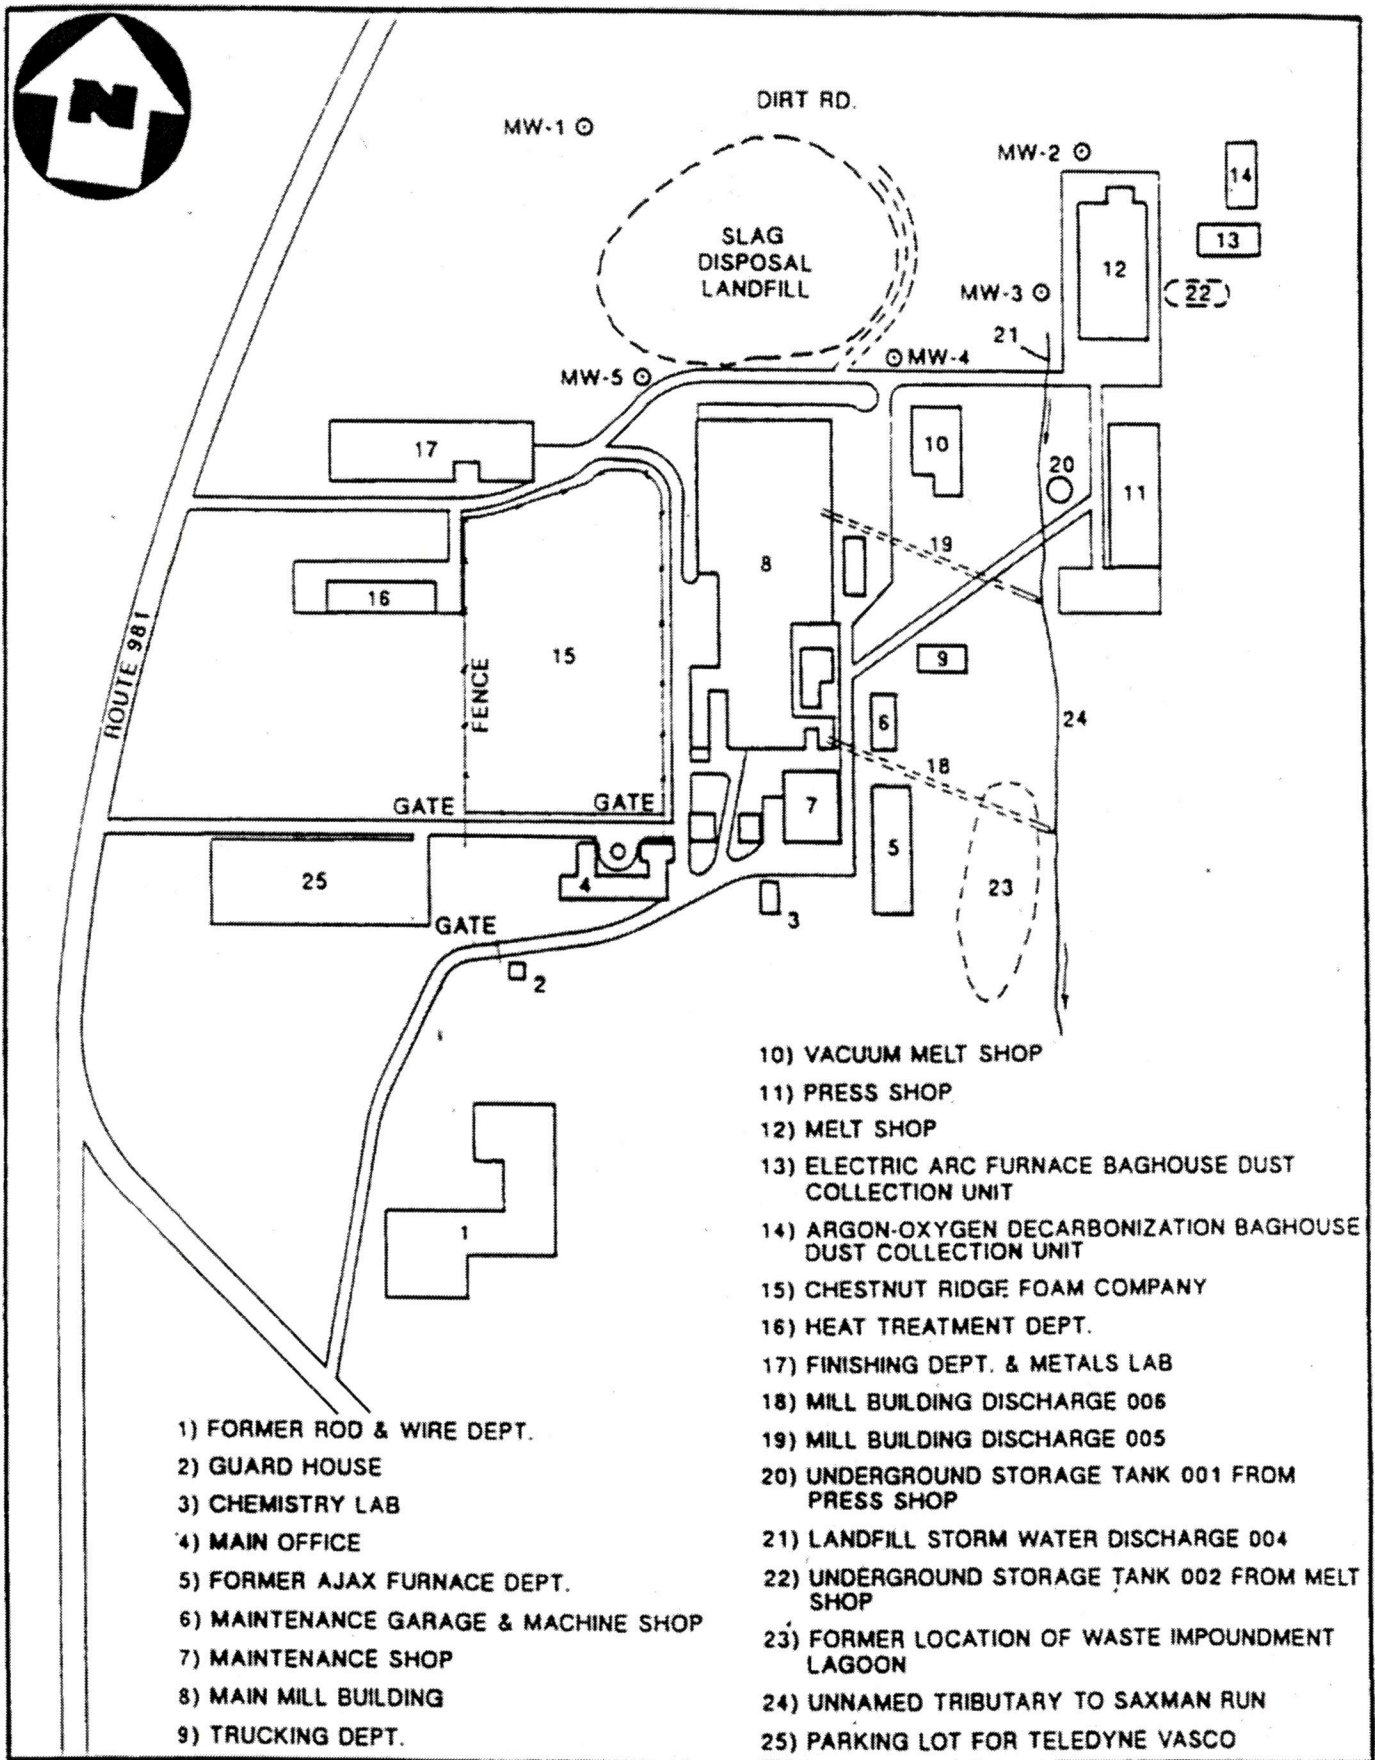 N
DIRT RD.
MW-1
MW-2
14
SLAG
DISPOSAL
LANDFILL
13
12
MW-3
22
21
MW-4
MW-5
17
10
20
11
19
8
16
15
9
ROUTE 981
FENCE
6
24
18
GATE
GATE
7
5
25
4
23
3
GATE
2
1
10) VACUUM MELT SHOP
11) PRESS SHOP
12) MELT SHOP
13) ELECTRIC ARC FURNACE BAGHOUSE DUST
COLLECTION UNIT
14) ARGON-OXYGEN DECARBONIZATION BAGHOUSE
DUST COLLECTION UNIT
15) CHESTNUT RIDGE FOAM COMPANY
16) HEAT TREATMENT DEPT.
17) FINISHING DEPT. & METALS LAB
18) MILL BUILDING DISCHARGE 006
19) MILL BUILDING DISCHARGE 005
20) UNDERGROUND STORAGE TANK 001 FROM
PRESS SHOP
21) LANDFILL STORM WATER DISCHARGE 004
22) UNDERGROUND STORAGE TANK 002 FROM MELT
SHOP
23) FORMER LOCATION OF WASTE IMPOUNDMENT
LAGOON
24) UNNAMED TRIBUTARY TO SAXMAN RUN
25) PARKING LOT FOR TELEDYNE VASCO
1) FORMER ROD & WIRE DEPT.
2) GUARD HOUSE
3) CHEMISTRY LAB
4) MAIN OFFICE
5) FORMER AJAX FURNACE DEPT.
6) MAINTENANCE GARAGE & MACHINE SHOP
7) MAINTENANCE SHOP
8) MAIN MILL BUILDING
9) TRUCKING DEPT.